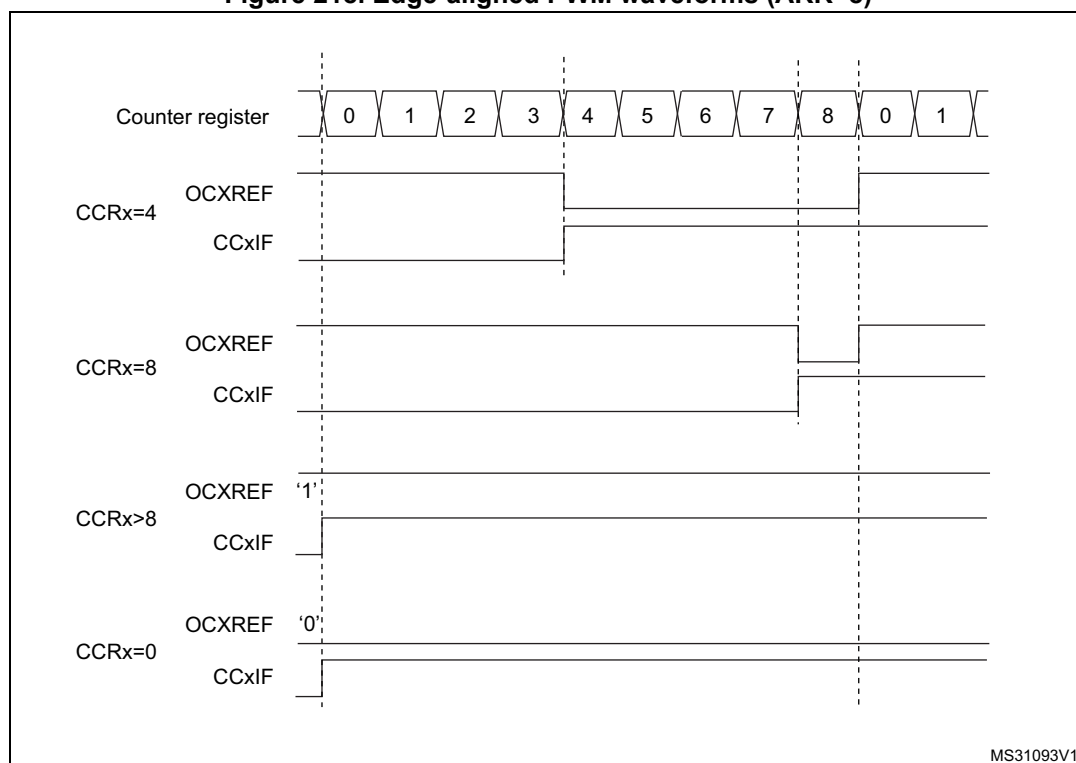 Figure 210. Edge-aligned PWM waveforms (ARR=8)
Counter register 0 1 2 3 4 5 6 7 8 0 1
OCXREF
CCRx=4
CCxIF
OCXREF
CCRx=8
CCxIF
OCXREF '1'
CCRx>8
CCxIF
OCXREF '0'
CCRx=0
CCxIF
MS31093V1